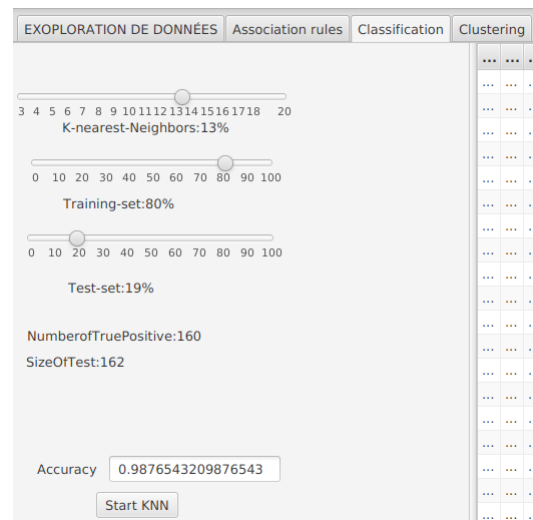 EXOPLORATION DE DONNÉES Association rules Classification Clustering
... ...
3 4 5 6 7 8 9 10 11 12 13 14 15 16 17 18 20
K-nearest-Neighbors:13%
0 10 20 30 40 50 60 70 80 90 100
Training-set:80%
0 10 20 30 40 50 60 70 80 90 100
Test-set:19%
NumberofTruePositive:160
SizeOfTest:162
Accuracy 0.9876543209876543
Start KNN